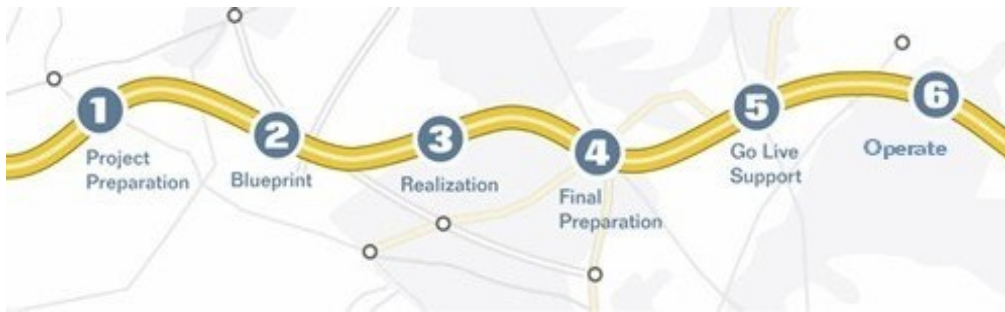 1
Project
Preparation
2
Blueprint
3
Realization
4
Final
Preparation
5
Go Live
Support
6
Operate